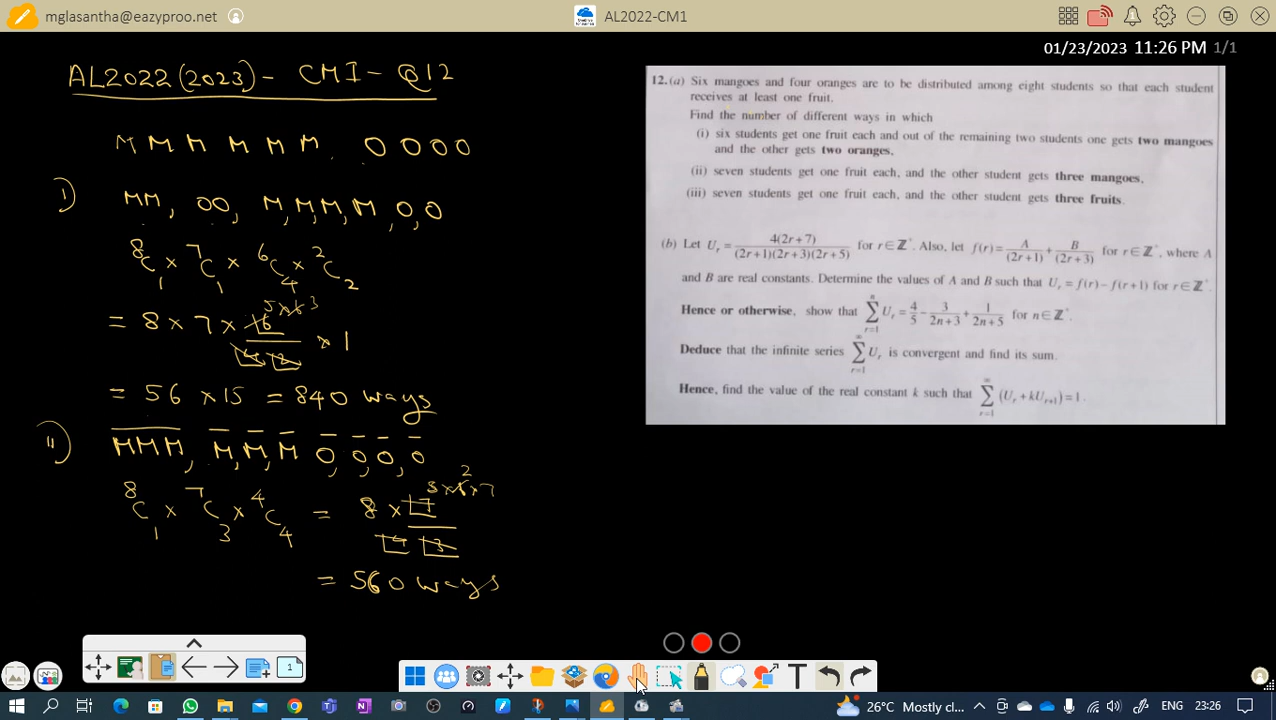 mglasantha@eazyproo.net
AL2022-CM1
01/23/2023 11:26 PM 1/1
AL2022(2023) - CMI - Q12
M M M M M M O O O O
I) MM, OO, M, M, M, M O, O
⁸C₁ × ⁷C₁ × ⁶C₄ × ²C₂
= 8 × 7 × × 1
= 56 × 15 = 840 ways
II) MMM, M, M, M O, O, O, O
⁸C₁ × ⁷C₃ × ⁴C₄ = 8 ×
= 560 ways
12. (a) Six mangoes and four oranges are to be distributed among eight students so that each student
receives at least one fruit.
Find the number of different ways in which
(i) six students get one fruit each and out of the remaining two students one gets two mangoes
and the other gets two oranges,
(ii) seven students get one fruit each, and the other student gets three mangoes,
(iii) seven students get one fruit each, and the other student gets three fruits.
(b) Let U_r = 4(2r+7) / (2r+1)(2r+3)(2r+5) for r∈ℤ⁺. Also, let f(r) = A/(2r+1) + B/(2r+3) for r∈ℤ⁺, where A
and B are real constants. Determine the values of A and B such that U_r = f(r) − f(r+1) for r∈ℤ⁺.
Hence or otherwise, show that Σ_{r=1}^{n} U_r = 4/5 − 3/(2n+3) + 1/(2n+5) for n∈ℤ⁺.
Deduce that the infinite series Σ_{r=1}^{∞} U_r is convergent and find its sum.
Hence, find the value of the real constant k such that Σ_{r=1}^{∞} (U_r + kU_{r+1}) = 1.
1
T
26°C Mostly cl...
ENG 23:26